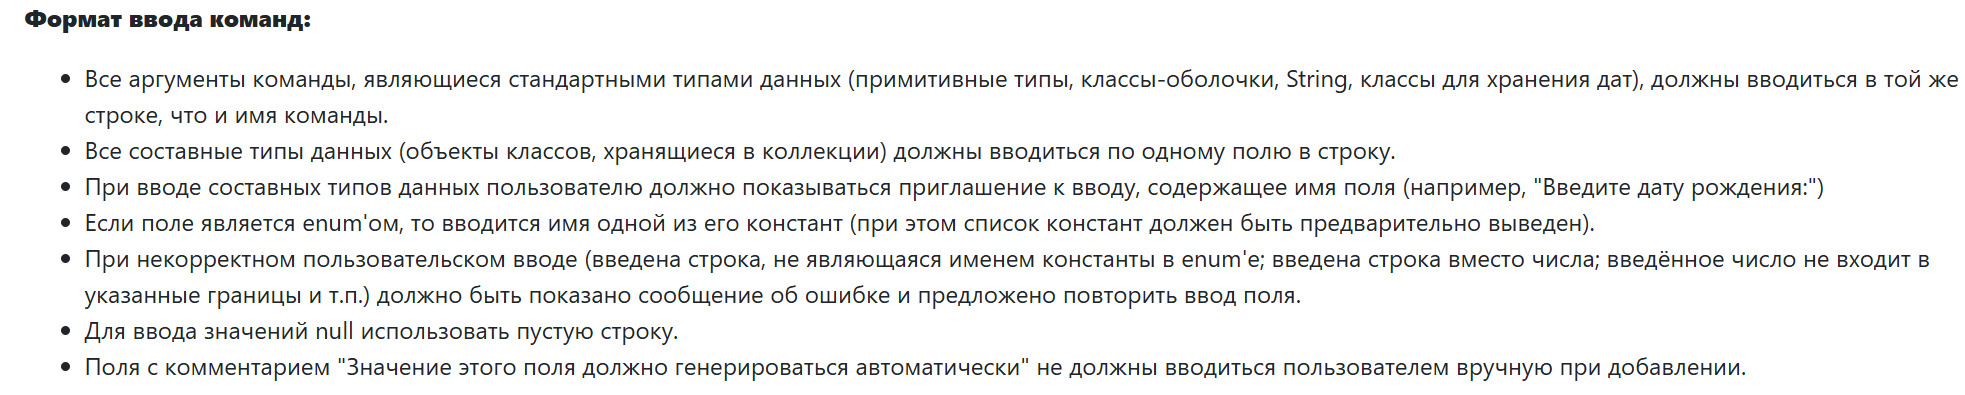 Формат ввода команд:
• Все аргументы команды, являющиеся стандартными типами данных (примитивные типы, классы-оболочки, String, классы для хранения дат), должны вводиться в той же
строке, что и имя команды.
• Все составные типы данных (объекты классов, хранящиеся в коллекции) должны вводиться по одному полю в строку.
• При вводе составных типов данных пользователю должно показываться приглашение к вводу, содержащее имя поля (например, "Введите дату рождения:")
• Если поле является enum'ом, то вводится имя одной из его констант (при этом список констант должен быть предварительно выведен).
• При некорректном пользовательском вводе (введена строка, не являющаяся именем константы в enum'е; введена строка вместо числа; введённое число не входит в
указанные границы и т.п.) должно быть показано сообщение об ошибке и предложено повторить ввод поля.
• Для ввода значений null использовать пустую строку.
• Поля с комментарием "Значение этого поля должно генерироваться автоматически" не должны вводиться пользователем вручную при добавлении.